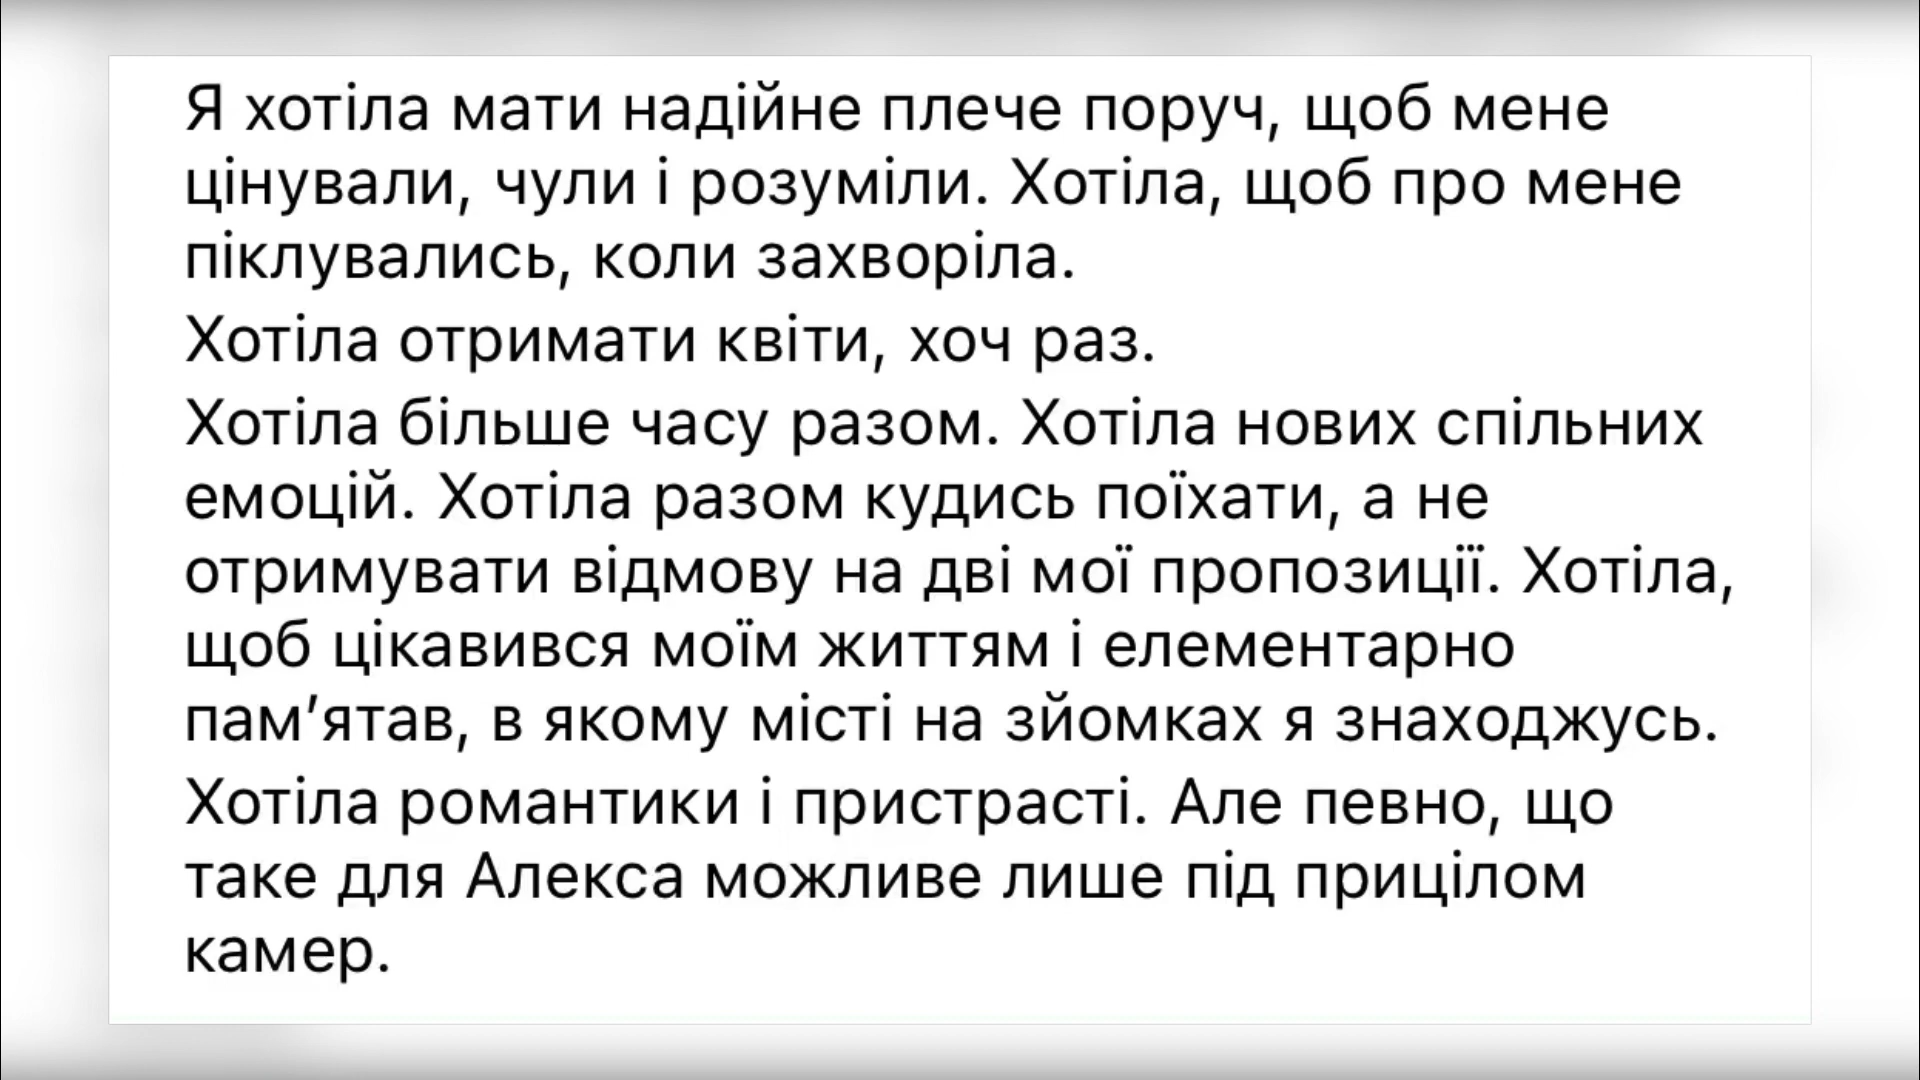 Я хотіла мати надійне плече поруч, щоб мене
цінували, чули і розуміли. Хотіла, щоб про мене
піклувались, коли захворіла.
Хотіла отримати квіти, хоч раз.
Хотіла більше часу разом. Хотіла нових спільних
емоцій. Хотіла разом кудись поїхати, а не
отримувати відмову на дві мої пропозиції. Хотіла,
щоб цікавився моїм життям і елементарно
пам’ятав, в якому місті на зйомках я знаходжусь.
Хотіла романтики і пристрасті. Але певно, що
таке для Алекса можливе лише під прицілом
камер.